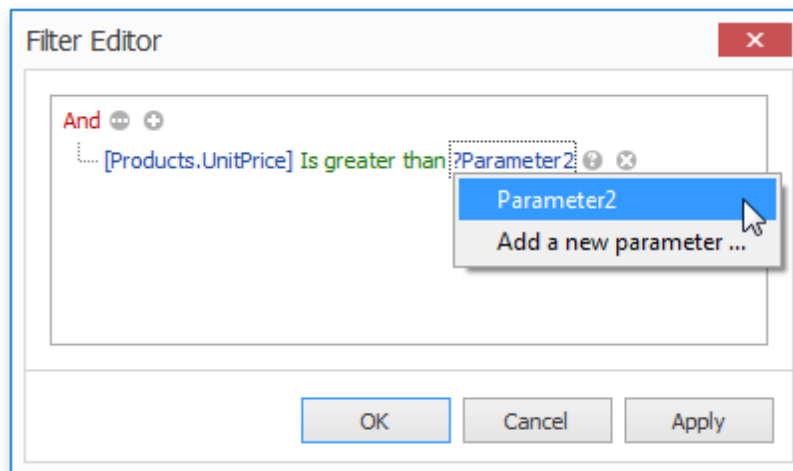 Filter Editor
And
[Products.UnitPrice] Is greater than ?Parameter2
Parameter2
Add a new parameter ...
OK Cancel Apply